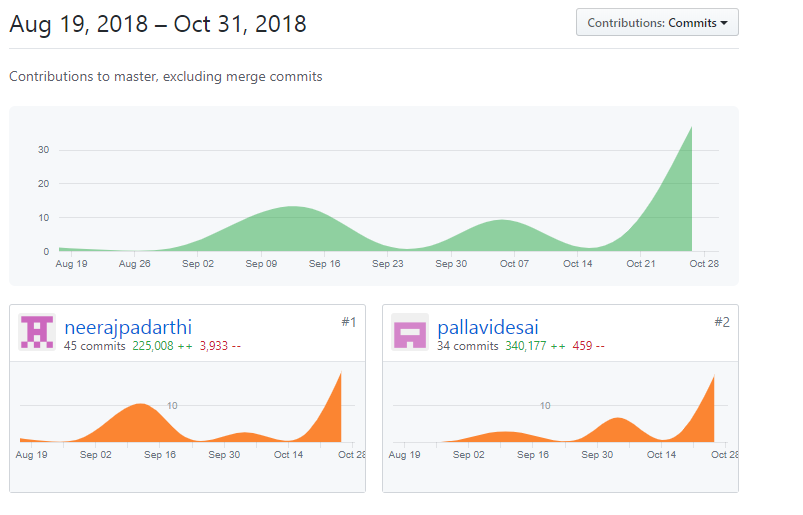 Aug 19, 2018 – Oct 31, 2018
Contributions: Commits
Contributions to master, excluding merge commits
30
20
10
0
Aug 19 Aug 26 Sep 02 Sep 09 Sep 16 Sep 23 Sep 30 Oct 07 Oct 14 Oct 21 Oct 28
neerajpadarthi #1
45 commits 225,008 ++ 3,933 --
10
Aug 19 Sep 02 Sep 16 Sep 30 Oct 14 Oct 28
pallavidesai #2
34 commits 340,177 ++ 459 --
10
Aug 19 Sep 02 Sep 16 Sep 30 Oct 14 Oct 28